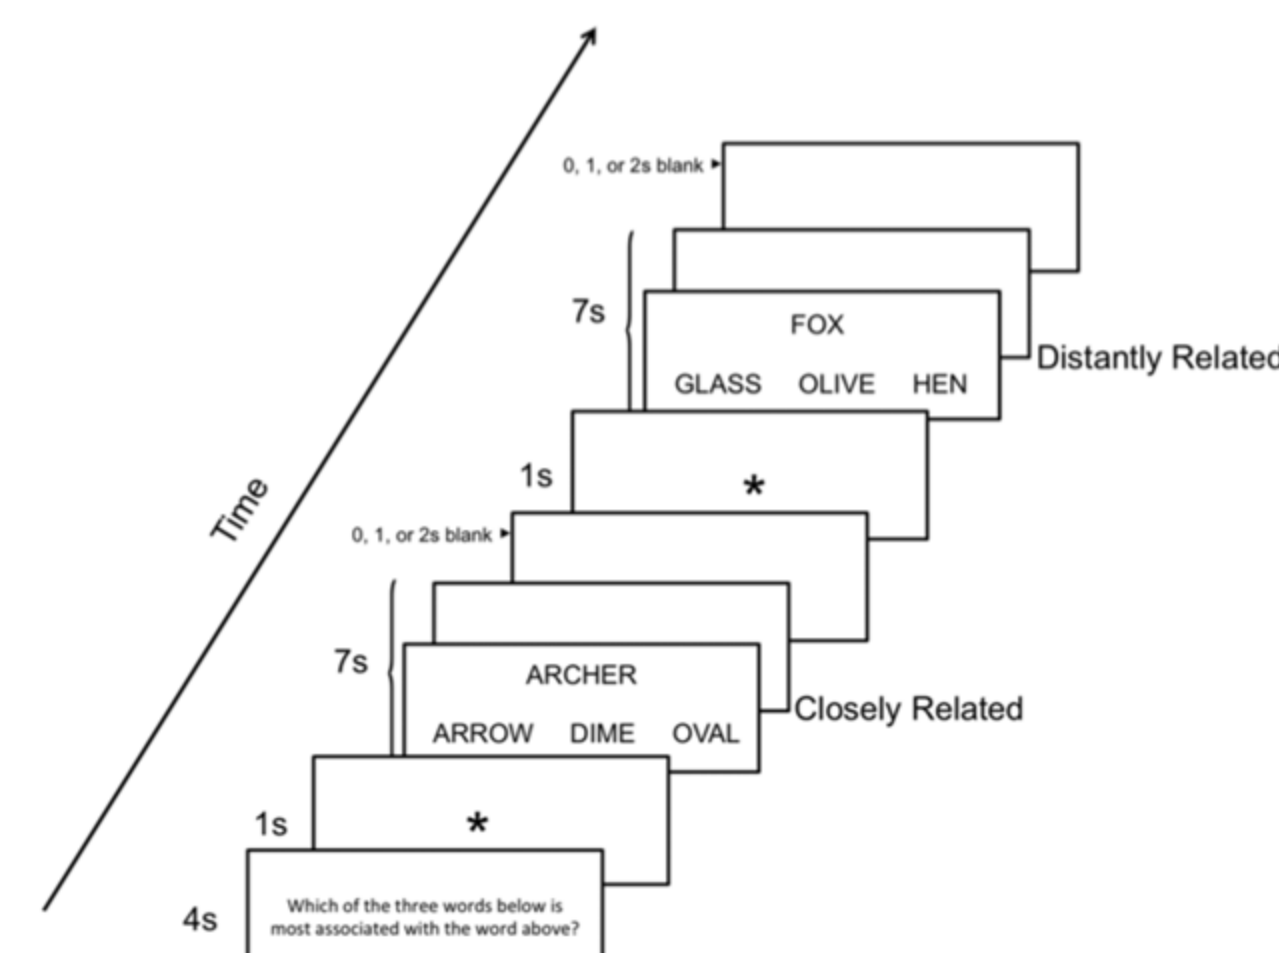 0, 1, or 2s blank
7s
FOX
GLASS OLIVE HEN
Distantly Related
1s
*
Time
0, 1, or 2s blank
7s
ARCHER
ARROW DIME OVAL
Closely Related
1s
*
4s
Which of the three words below is
most associated with the word above?